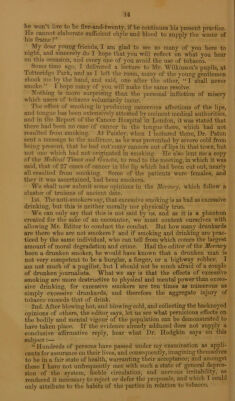 14
he won't live to be five-and-twenty, if he continues his present practice.
He cannot elaborate sufficient chyle and blood to supply the waste of
his frame?"
My dear young friends, I am glad to see so many of you here to
night, and sincerely do I hope that you will reflect on what you hear
on this occasion, and every one of you avoid the use of tobacco.
Some time ago, I delivered a lecture to Mr. Wilkinson's pupils, at
Totteridge Park, and as I left the room, many of the young gentlemen
shook me by the hand, and said, one after the other, "I shall never
smoke." I hope many of you will make the same resolve.
Nothing is more surprising than the personal infliction of misery
which users of tobacco voluntarily incur.
The effect of smoking in producing cancerous affections of the lips,
and tongue has been extensively attested by eminent medical authorities,
and in the Report of the Cancer Hospital in London, it was stated that
there was seen no case of cancer in the tongue there, which had not
resulted from smoking. At Paisley when I lectured there, Dr. Paton
sent a message to the meeting, as he was prevented by illness from
being present, that he had cut many cancers out of lips in that town, but
not one which had not originated in smoking. He also lent me a copy
of the Medical Times and Gazette, to read to the meeting, in which it was
said, that of 27 cases of cancer in the lip which had been cut out, nearly
all resulted from smoking. Some of the patients were females, and
they it was ascertained, had been smokers.
We shall now submit some opinions in the Mercury, which follow a
cluster of truisms of ancient date.
1st. The anti-smokers say, that excessive smoking is as bad as excessive
drinking, but this is neither morally nor physically true.
We can only say that this is not said by us, and as it is a phantom
created for the sake of an encounter, we must content ourselves with
allowing Mr. Editor to conduct the combat. But how many drunkards
are there who are not smokers? and if smoking and drinking are prac-
ticed by the same individual, who can tell from which comes the largest
amount of moral degradation and crime. Had the editor of the Mercury
been a drunken smoker, he would have known that a drunken man is
not very competent to be a burglar, a forger, or a highway robber. I
am not much of a pugilist, but I should not be much afraid of a couple
of drunken journalists. What we say is that the effects of excessive
smoking are more destructive to physical and mental power than exces-
sive drinking, for excessive smokers are ten times as numerous as
simply excessive drunkards, and therefore the aggregate injury of
tobacco exceeds that of drink.
2nd. After blowing hot, and blowing cold, and collecting the hackneyed
opinions of others, the editor says, let us see what pernicious effects on
the bodily and mental vigour of the population can be demonstrated to
have taken place. If the evidence already adduced does not supply a
conclusive affirmative reply, hear what Dr. Hodgkin says on this
subject:—
"Hundreds of persons have passed under my examination as appli-
cants for assurance on their lives, and consequently, imagining themselves
to be in a fair state of health, warranting their acceptance; and amongst
these I have not unfrequently met with such a state of general depres-
sion of the system, feeble circulation, and nervous irritability, as
rendered it necessary to reject or defer the proposals, and which I could
only attribute to the habits of the parties in relation to tobacco.